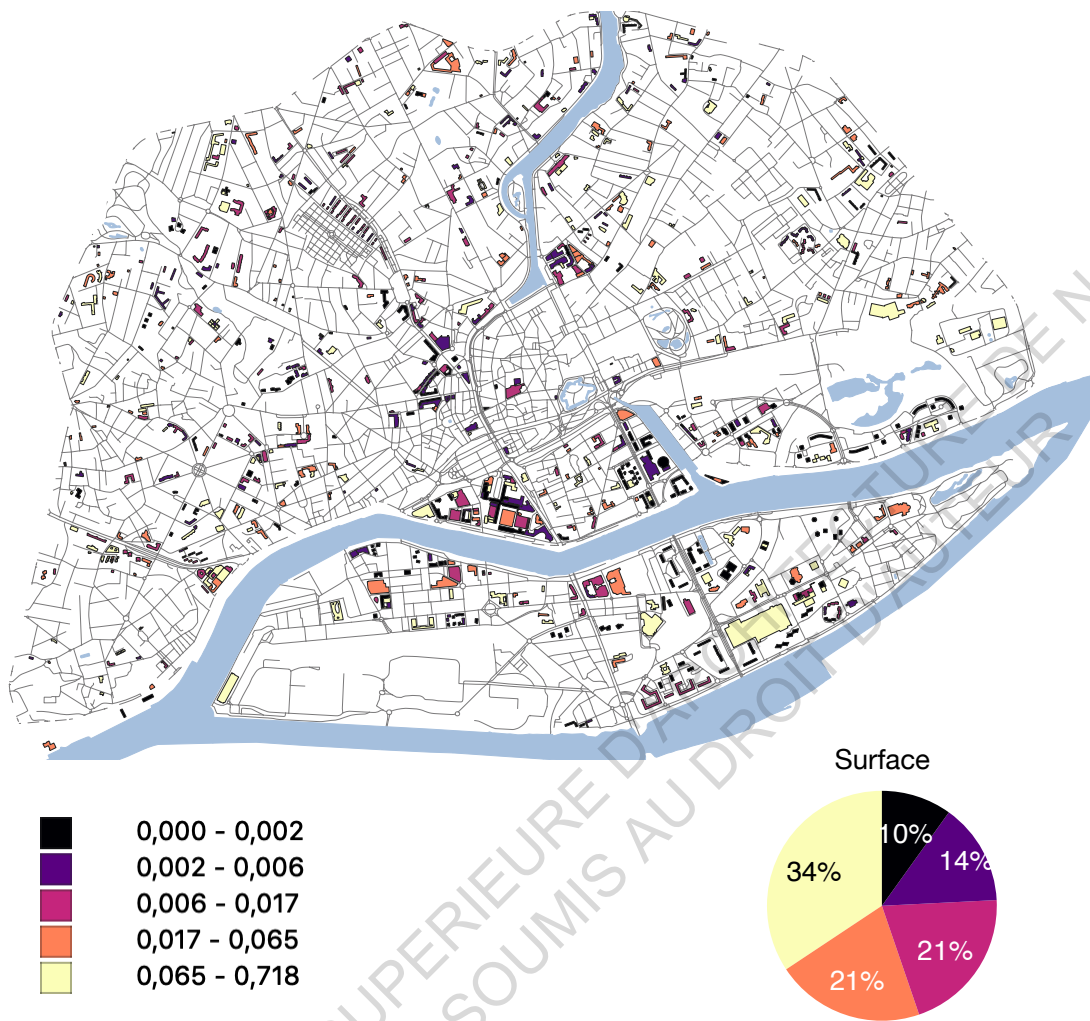 Surface
0,000 - 0,002
0,002 - 0,006
0,006 - 0,017
0,017 - 0,065
0,065 - 0,718
10%
14%
34%
21%
21%
SUPERIEURE D'ARCHITECTURE DE N
SOUMIS AU DROIT D'AUTEUR